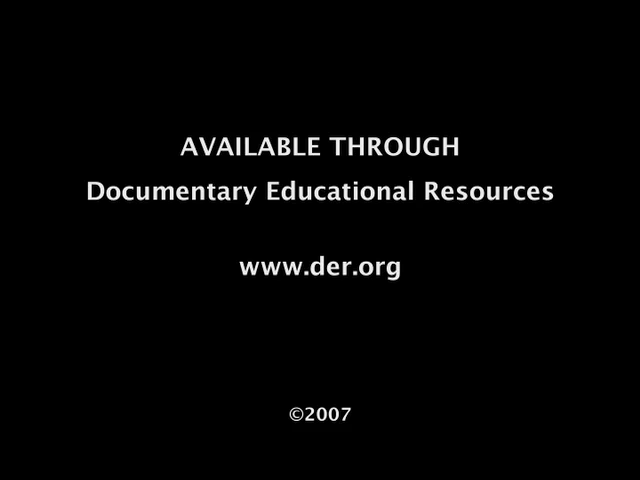 AVAILABLE THROUGH
Documentary Educational Resources
www.der.org
©2007